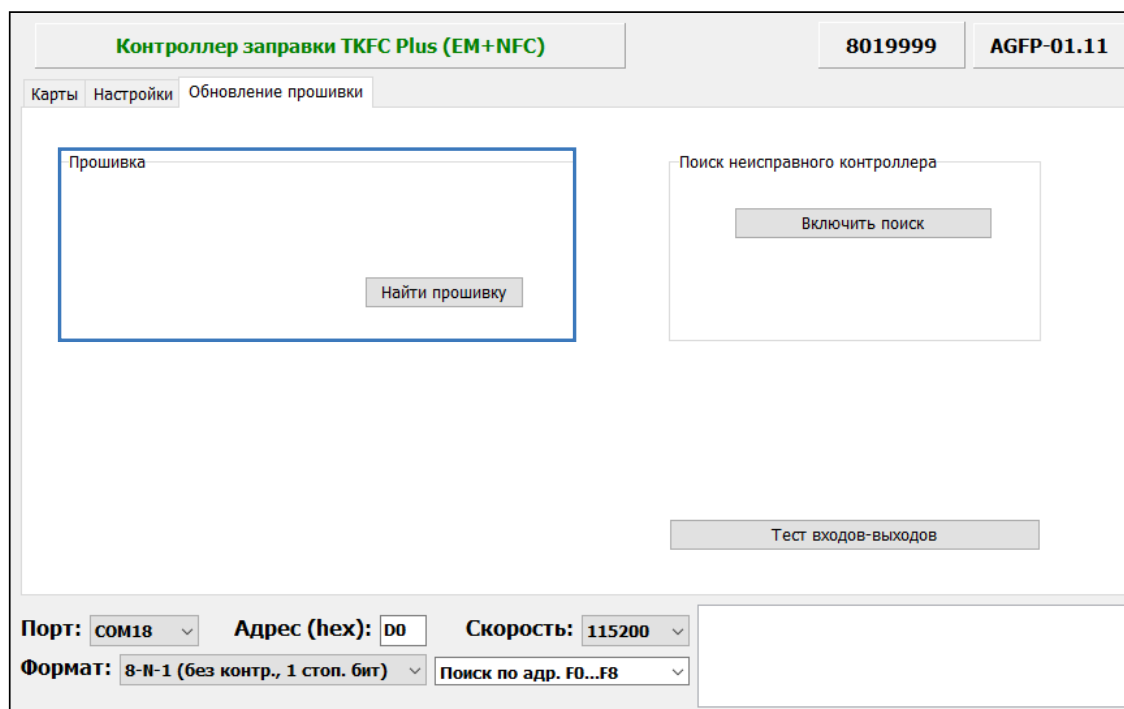 Контроллер заправки TKFC Plus (EM+NFC)
8019999
AGFP-01.11
Карты Настройки Обновление прошивки
Прошивка
Найти прошивку
Поиск неисправного контроллера
Включить поиск
Тест входов-выходов
Порт: COM18 Адрес (hex): D0 Скорость: 115200
Формат: 8-N-1 (без контр., 1 стоп. бит) Поиск по адр. F0...F8